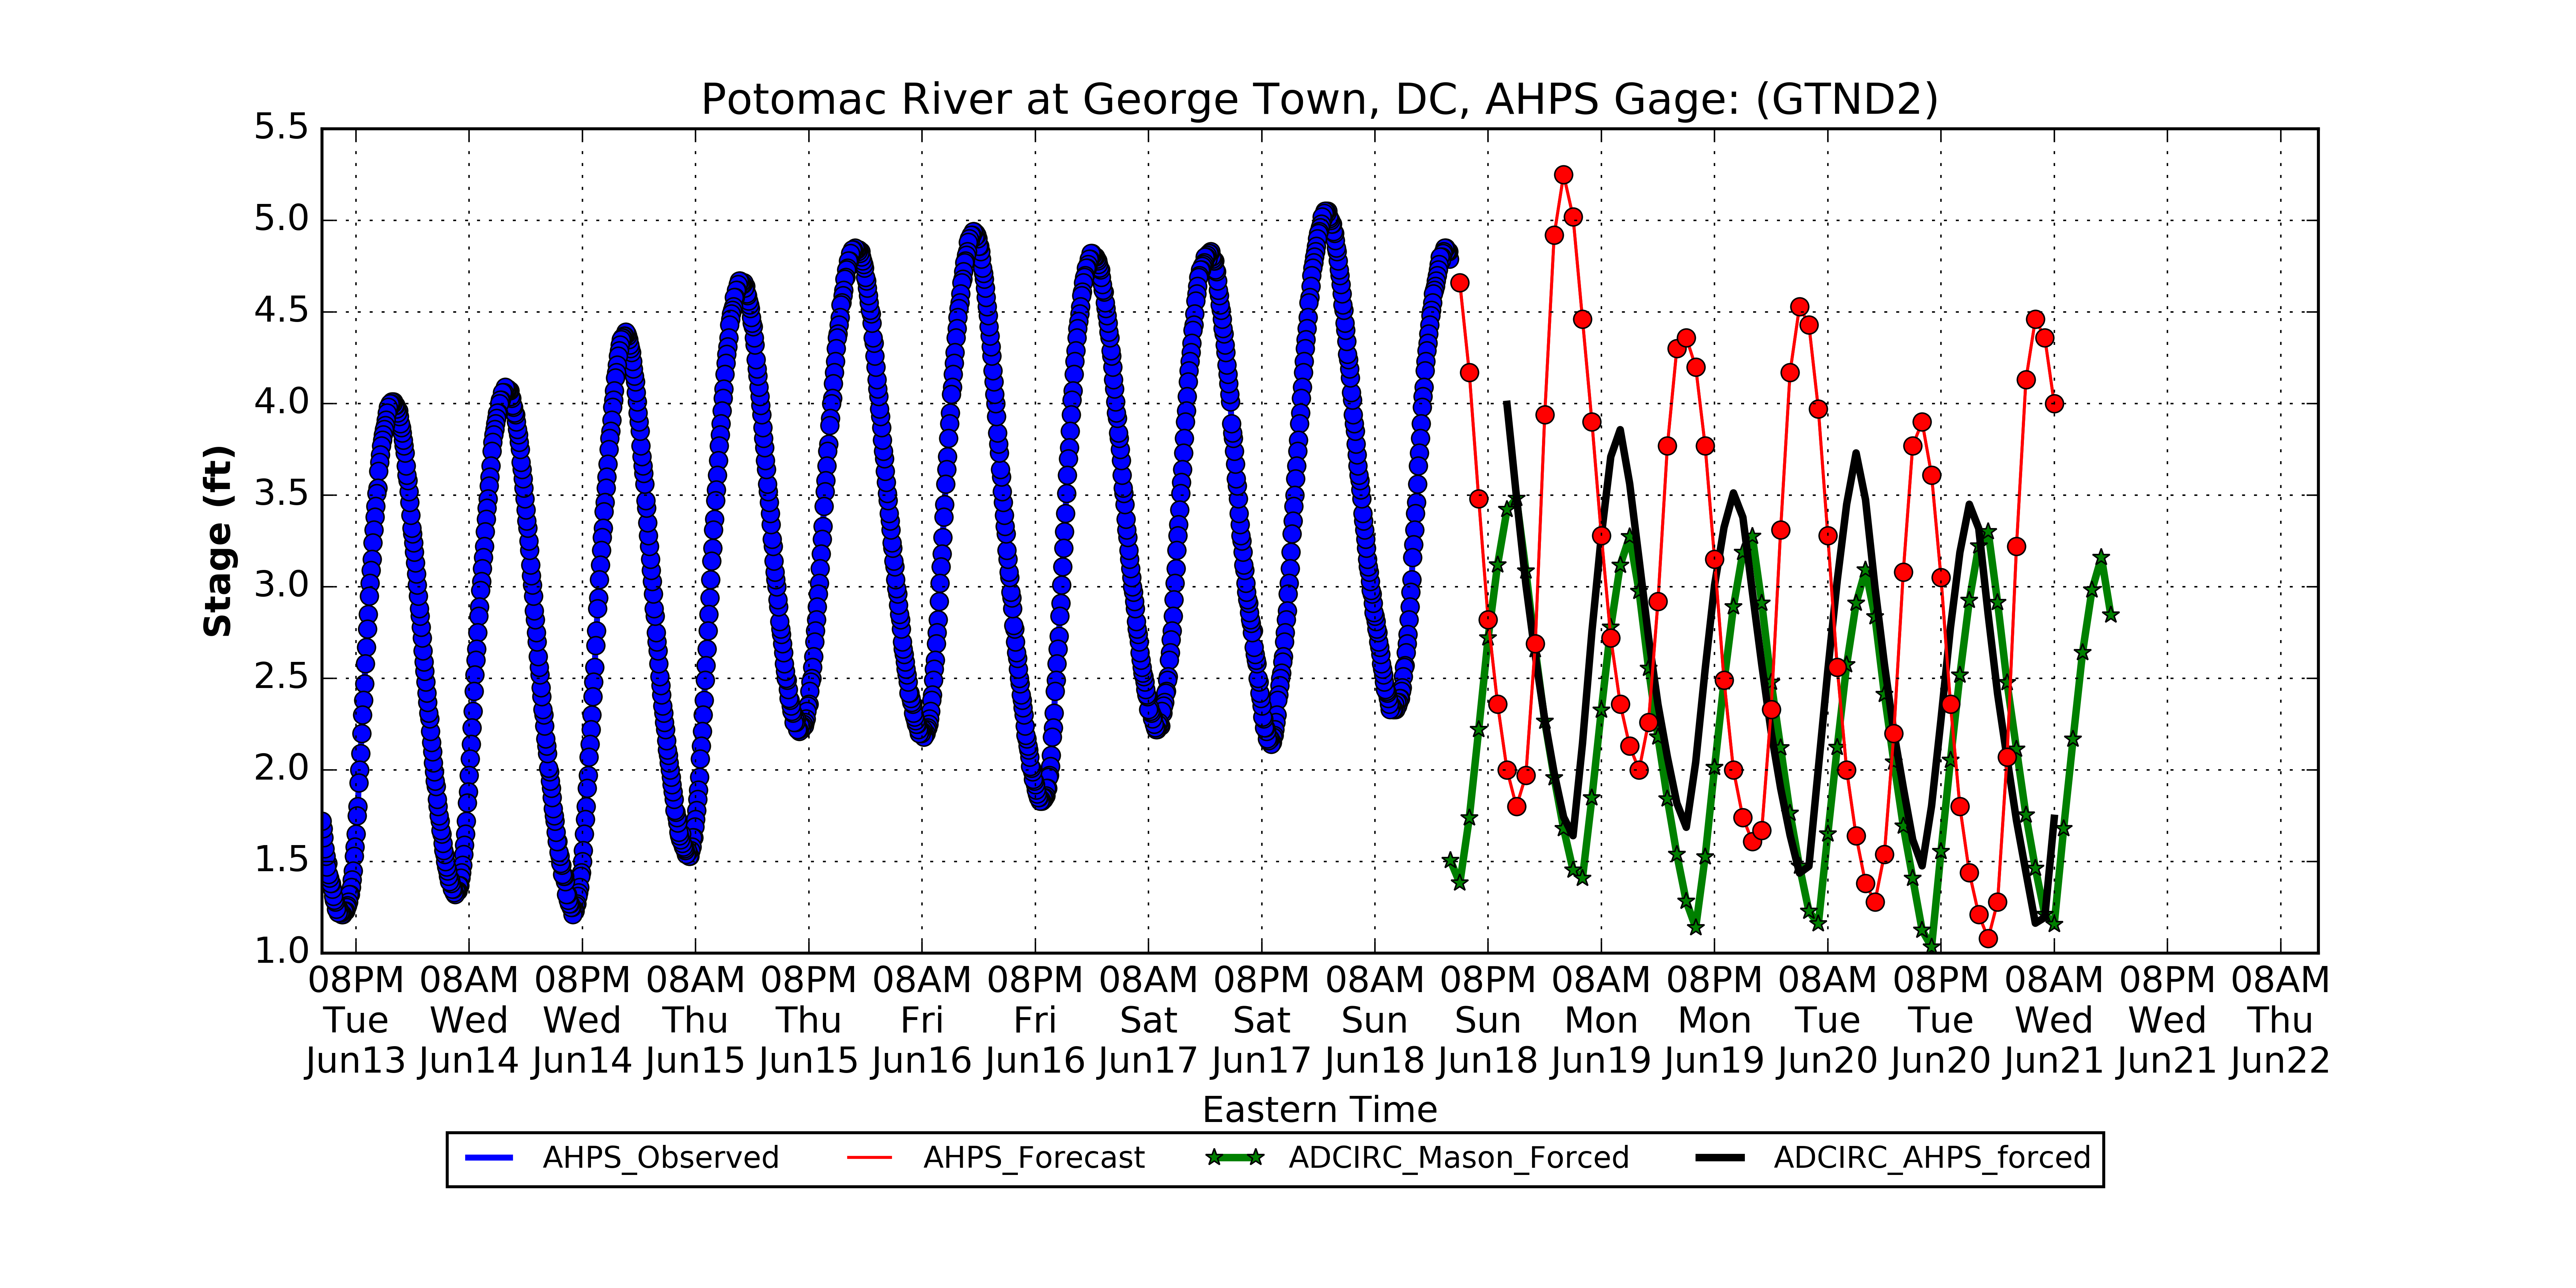 Potomac River at George Town, DC, AHPS Gage: (GTND2)
5.5
5.0
4.5
4.0
3.5
3.0
2.5
2.0
1.5
1.0
Stage (ft)
08PM 08AM 08PM 08AM 08PM 08AM 08PM 08AM 08PM 08AM 08PM 08AM 08PM 08AM 08PM 08AM 08PM 08AM
Tue Wed Wed Thu Thu Fri Fri Sat Sat Sun Sun Mon Mon Tue Tue Wed Wed Thu
Jun13 Jun14 Jun14 Jun15 Jun15 Jun16 Jun16 Jun17 Jun17 Jun18 Jun18 Jun19 Jun19 Jun20 Jun20 Jun21 Jun21 Jun22
Eastern Time
AHPS_Observed AHPS_Forecast ADCIRC_Mason_Forced ADCIRC_AHPS_forced